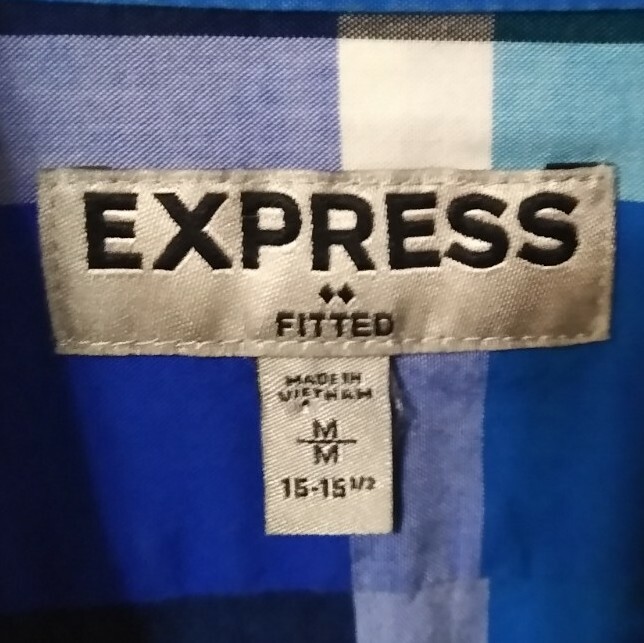 EXPRESS
FITTED
MADE IN
VIETNAM
M
M
15-15 1/2